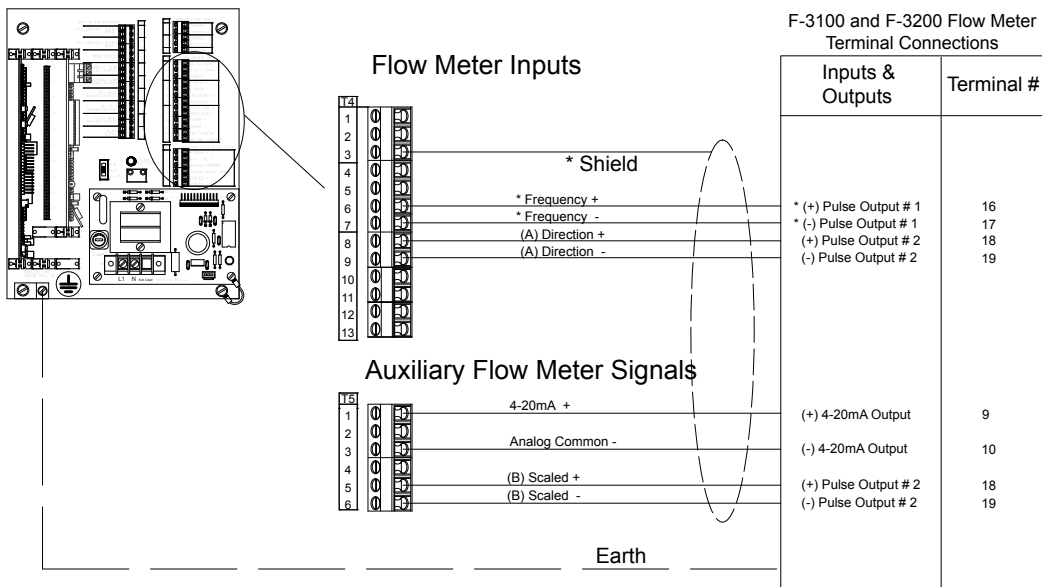 F-3100 and F-3200 Flow Meter
Terminal Connections
Inputs &
Outputs
Terminal #
Flow Meter Inputs
T4
1
2
3
* Shield
4
5
6
* Frequency +
* (+) Pulse Output # 1
16
7
* Frequency -
* (-) Pulse Output # 1
17
8
(A) Direction +
(+) Pulse Output # 2
18
9
(A) Direction -
(-) Pulse Output # 2
19
10
11
12
13
L1 N
Auxiliary Flow Meter Signals
T5
1
4-20mA +
(+) 4-20mA Output
9
2
3
Analog Common -
(-) 4-20mA Output
10
4
5
(B) Scaled +
(+) Pulse Output # 2
18
6
(B) Scaled -
(-) Pulse Output # 2
19
Earth